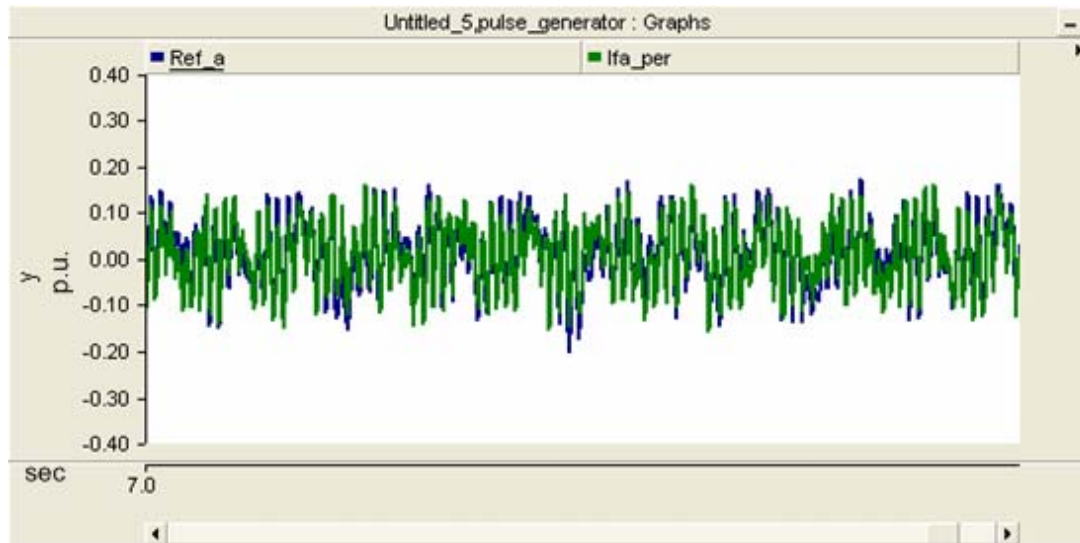 Untitled_5,pulse_generator : Graphs
Ref_a Ifa_per
0.40
0.30
0.20
0.10
0.00
-0.10
-0.20
-0.30
-0.40
y
p.u.
sec
7.0